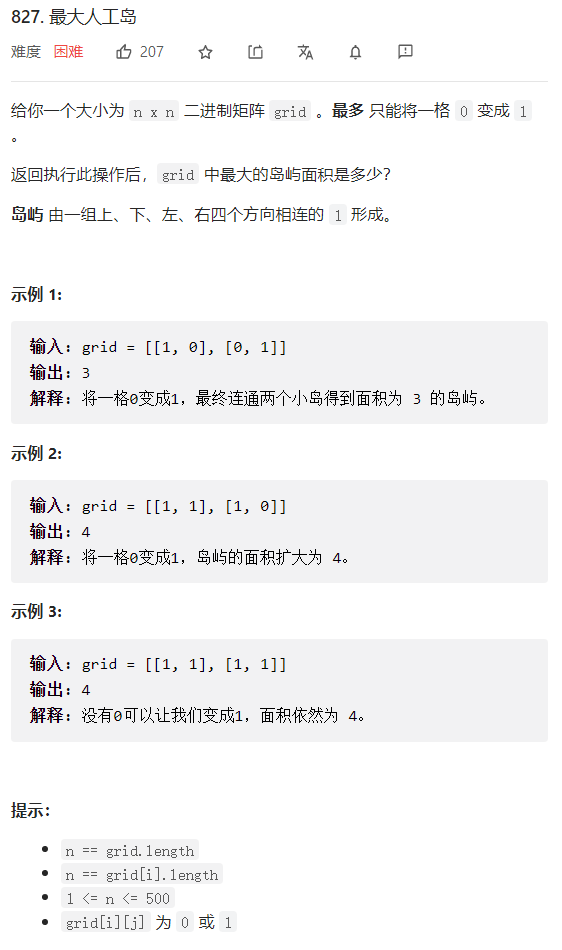 827. 最大人工岛
难度 困难 207
给你一个大小为 n x n 二进制矩阵 grid 。最多 只能将一格 0 变成 1
。
返回执行此操作后，grid 中最大的岛屿面积是多少？
岛屿 由一组上、下、左、右四个方向相连的 1 形成。
示例 1:
输入: grid = [[1, 0], [0, 1]]
输出: 3
解释: 将一格0变成1，最终连通两个小岛得到面积为 3 的岛屿。
示例 2:
输入: grid = [[1, 1], [1, 0]]
输出: 4
解释: 将一格0变成1，岛屿的面积扩大为 4。
示例 3:
输入: grid = [[1, 1], [1, 1]]
输出: 4
解释: 没有0可以让我们变成1，面积依然为 4。
提示：
• n == grid.length
• n == grid[i].length
• 1 <= n <= 500
• grid[i][j] 为 0 或 1